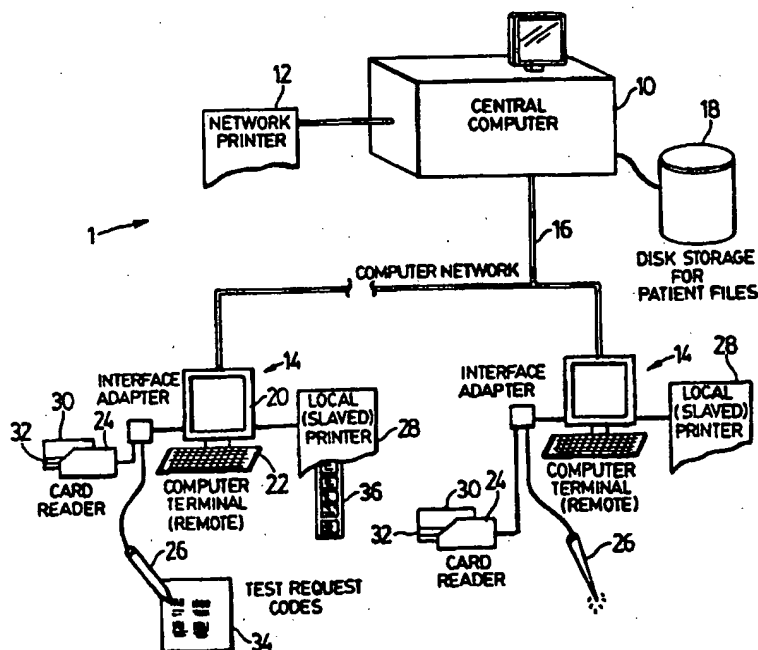 12
NETWORK
PRINTER
CENTRAL
COMPUTER
10
18
1
16
DISK STORAGE
FOR
PATIENT FILES
COMPUTER NETWORK
INTERFACE
ADAPTER
14
20
LOCAL
(SLAVED)
PRINTER
28
30
24
32
CARD
READER
22
COMPUTER
TERMINAL
(REMOTE)
36
26
TEST REQUEST
CODES
34
INTERFACE
ADAPTER
14
28
LOCAL
(SLAVED)
PRINTER
COMPUTER
TERMINAL
(REMOTE)
30
24
32
CARD
READER
26